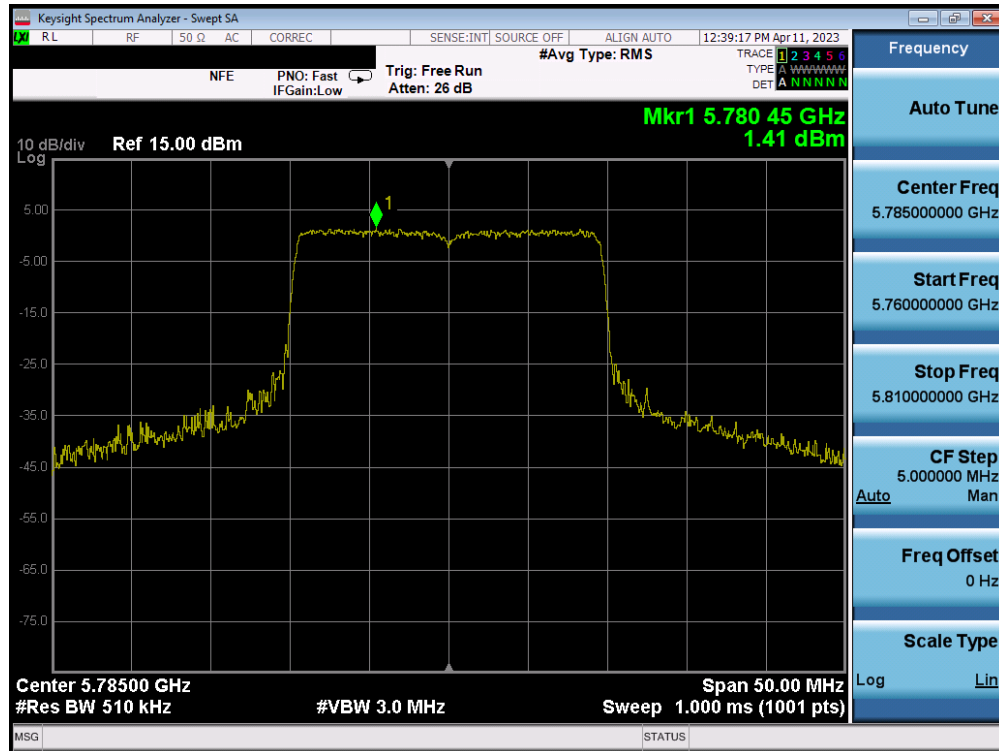 Keysight Spectrum Analyzer - Swept SA
LXI RL RF 50 Ω AC CORREC SENSE:INT SOURCE OFF ALIGN AUTO 12:39:17 PM Apr 11, 2023
#Avg Type: RMS
TRACE 1 2 3 4 5 6
TYPE A WWWWW
DET A N N N N N
NFE
PNO: Fast
IFGain:Low
Trig: Free Run
Atten: 26 dB
Mkr1 5.780 45 GHz
1.41 dBm
10 dB/div
Log
Ref 15.00 dBm
1
5.00
-5.00
-15.0
-25.0
-35.0
-45.0
-55.0
-65.0
-75.0
Center 5.78500 GHz
Span 50.00 MHz
#Res BW 510 kHz
#VBW 3.0 MHz
Sweep 1.000 ms (1001 pts)
MSG
STATUS
Frequency
Auto Tune
Center Freq
5.785000000 GHz
Start Freq
5.760000000 GHz
Stop Freq
5.810000000 GHz
CF Step
5.000000 MHz
Auto Man
Freq Offset
0 Hz
Scale Type
Log Lin